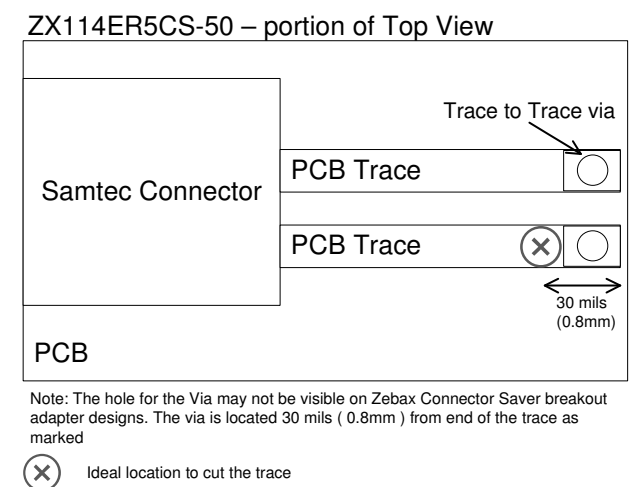 ZX114ER5CS-50 – portion of Top View
Trace to Trace via
PCB Trace
Samtec Connector
PCB Trace
30 mils
(0.8mm)
PCB
Note: The hole for the Via may not be visible on Zebax Connector Saver breakout
adapter designs. The via is located 30 mils ( 0.8mm ) from end of the trace as
marked
Ideal location to cut the trace